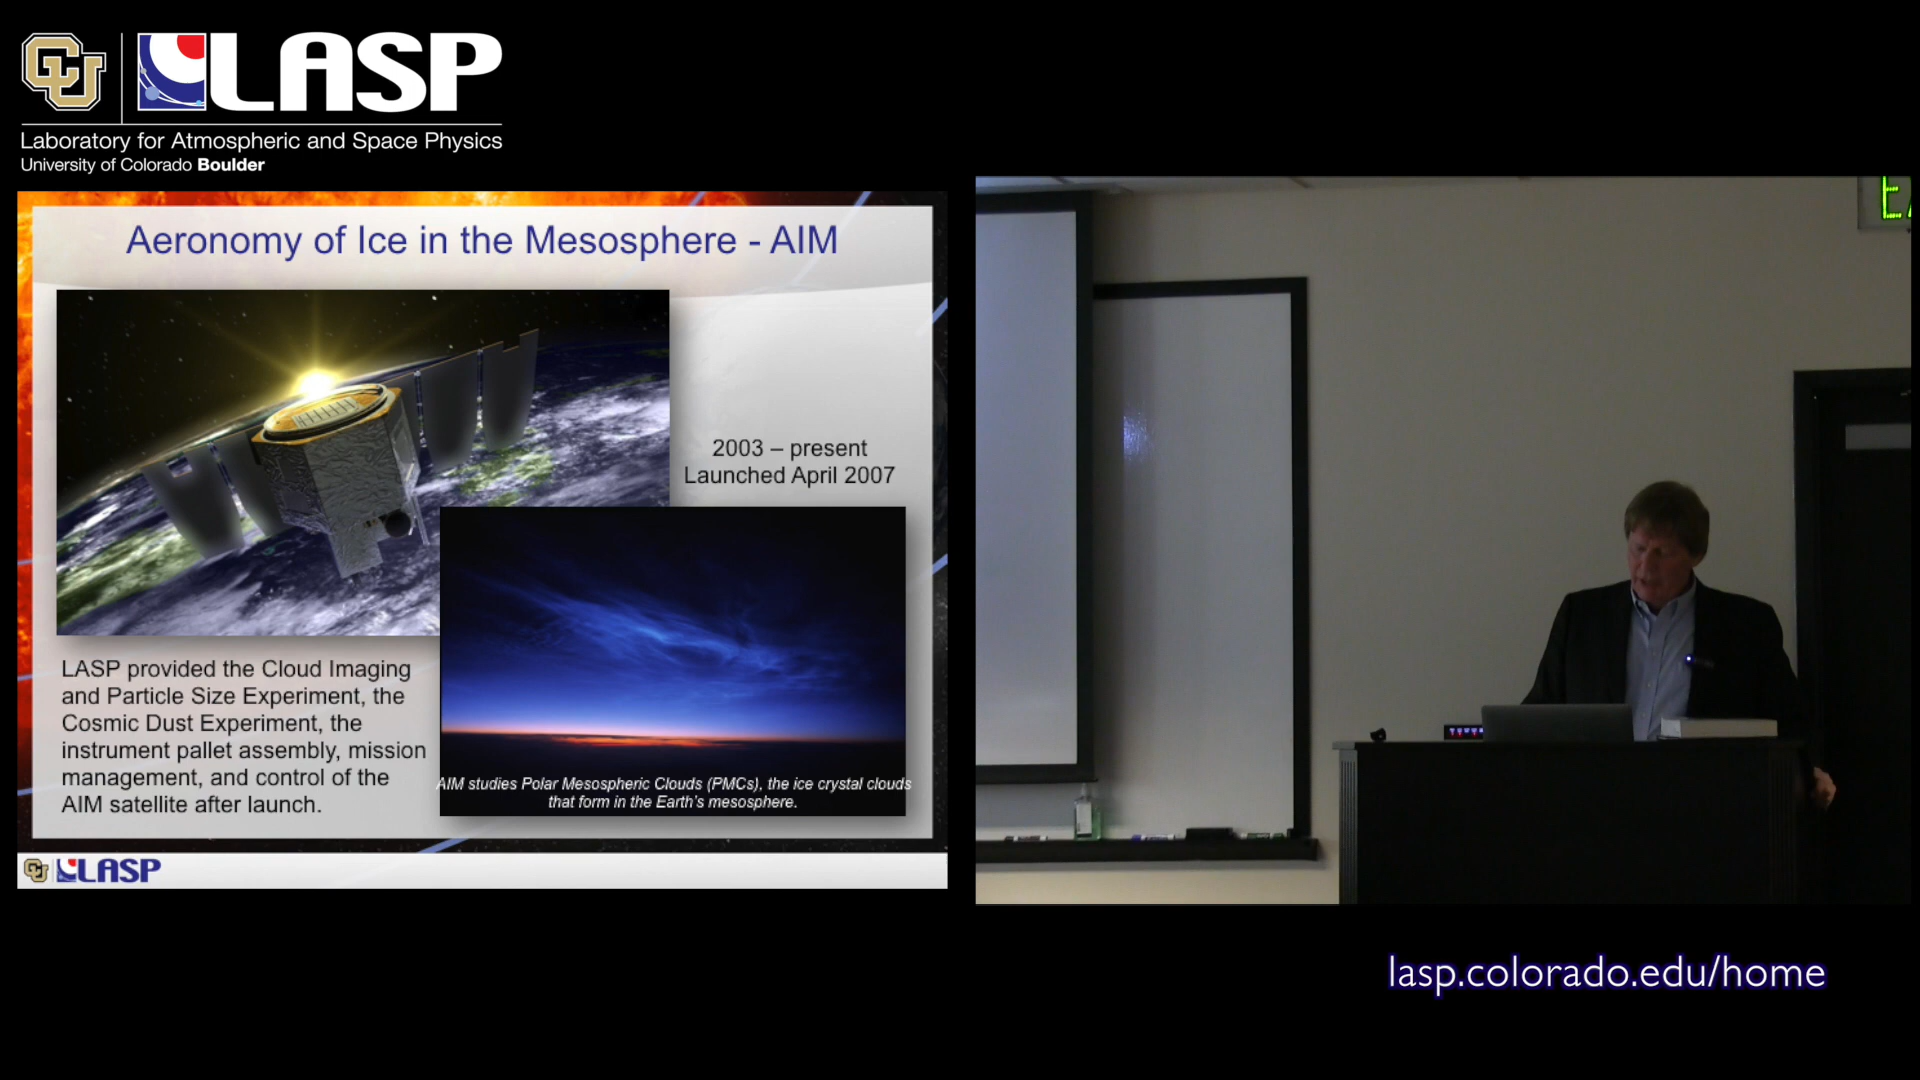 CU LASP
Laboratory for Atmospheric and Space Physics
University of Colorado Boulder
Aeronomy of Ice in the Mesosphere - AIM
2003 – present
Launched April 2007
LASP provided the Cloud Imaging
and Particle Size Experiment, the
Cosmic Dust Experiment, the
instrument pallet assembly, mission
management, and control of the
AIM satellite after launch.
AIM studies Polar Mesospheric Clouds (PMCs), the ice crystal clouds
that form in the Earth's mesosphere.
CU LASP
lasp.colorado.edu/home